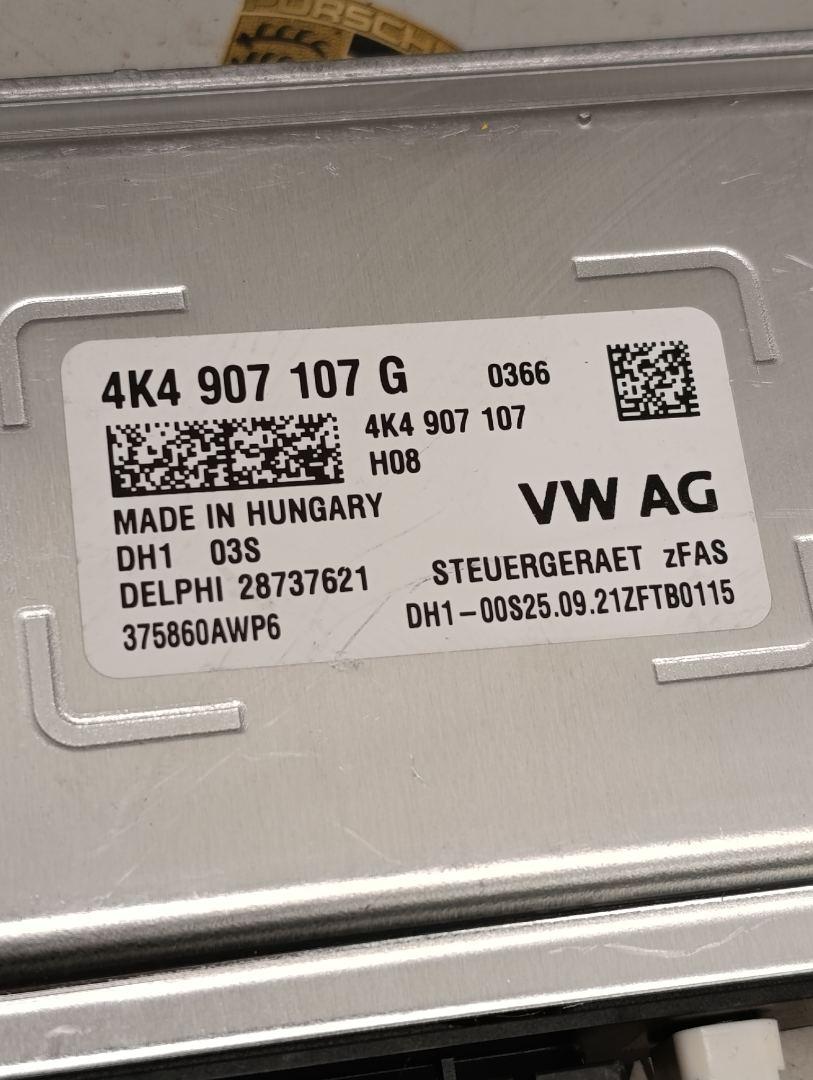 PORSCHE
4K4 907 107 G 0366
4K4 907 107
H08
VW AG
MADE IN HUNGARY
DH1 03S
DELPHI 28737621
375860AWP6
STEUERGERAET zFAS
DH1-00S25.09.21ZFTB0115